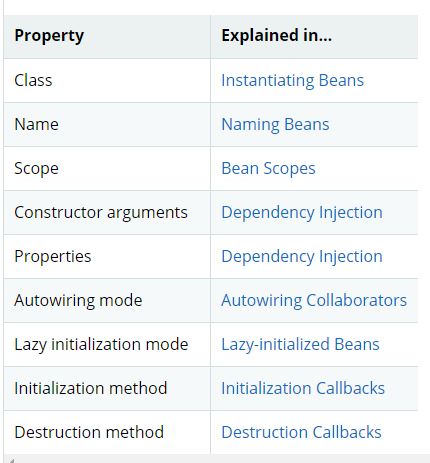 Property Explained in...
Class Instantiating Beans
Name Naming Beans
Scope Bean Scopes
Constructor arguments Dependency Injection
Properties Dependency Injection
Autowiring mode Autowiring Collaborators
Lazy initialization mode Lazy-initialized Beans
Initialization method Initialization Callbacks
Destruction method Destruction Callbacks